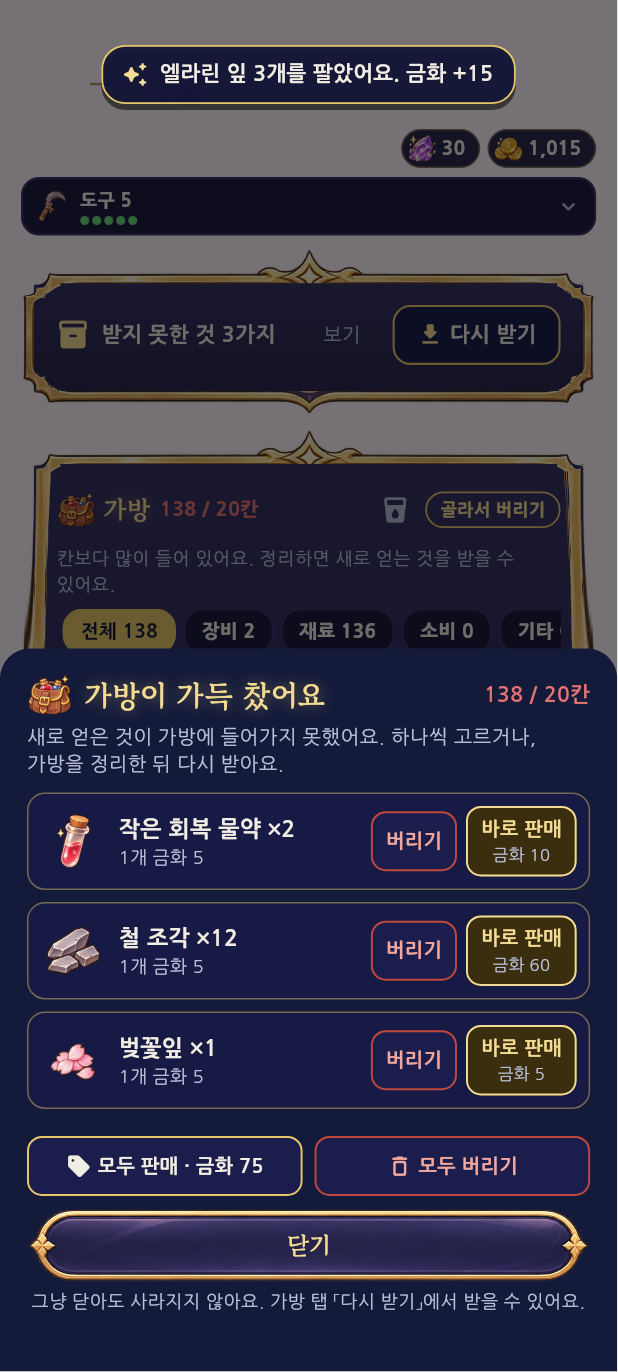 엘라린 잎 3개를 팔았어요. 금화 +15
30
1,015
도구 5
받지 못한 것 3가지
보기
다시 받기
가방 138 / 20칸
골라서 버리기
칸보다 많이 들어 있어요. 정리하면 새로 얻는 것을 받을 수
있어요.
전체 138
장비 2
재료 136
소비 0
기타
가방이 가득 찼어요
138 / 20칸
새로 얻은 것이 가방에 들어가지 못했어요. 하나씩 고르거나,
가방을 정리한 뒤 다시 받아요.
작은 회복 물약 ×2
1개 금화 5
버리기
바로 판매
금화 10
철 조각 ×12
1개 금화 5
버리기
바로 판매
금화 60
벚꽃잎 ×1
1개 금화 5
버리기
바로 판매
금화 5
모두 판매 · 금화 75
모두 버리기
닫기
그냥 닫아도 사라지지 않아요. 가방 탭 「다시 받기」에서 받을 수 있어요.